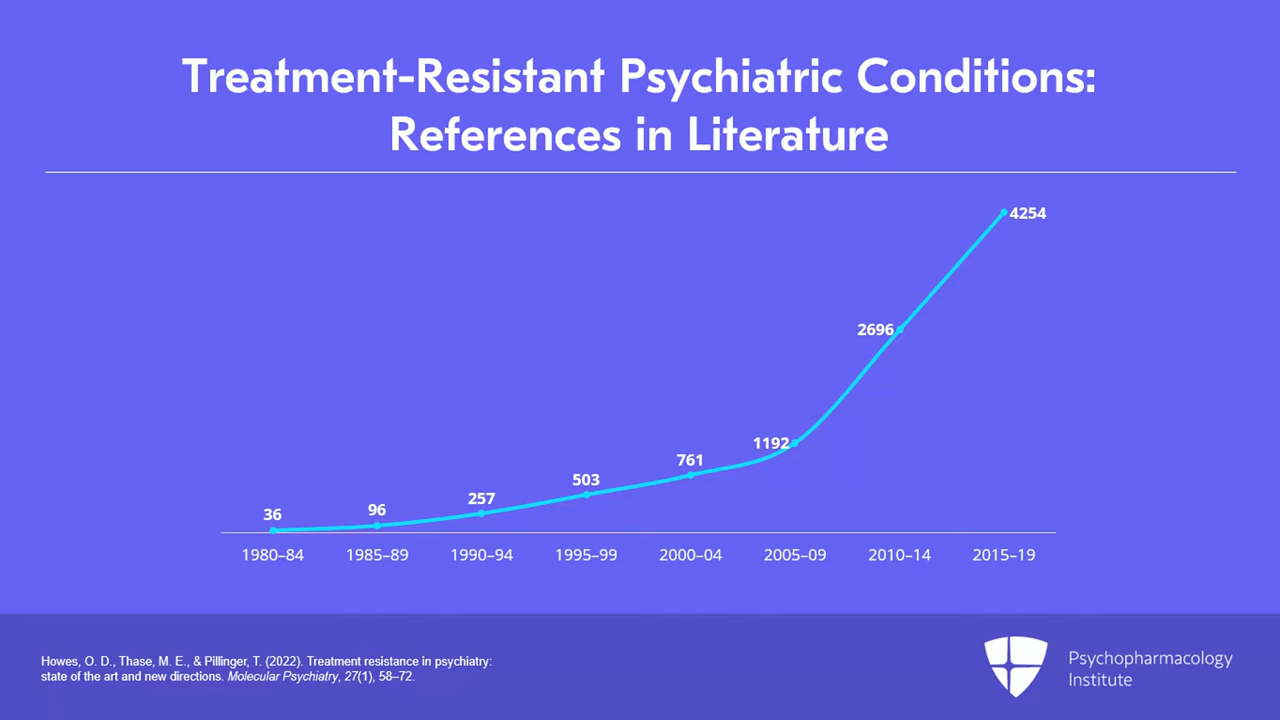 Treatment-Resistant Psychiatric Conditions:
References in Literature
4254
2696
1192
761
503
257
96
36
1980–84 1985–89 1990–94 1995–99 2000–04 2005–09 2010–14 2015–19
Howes, O. D., Thase, M. E., & Pillinger, T. (2022). Treatment resistance in psychiatry:
state of the art and new directions. Molecular Psychiatry, 27(1), 58–72.
Psychopharmacology
Institute